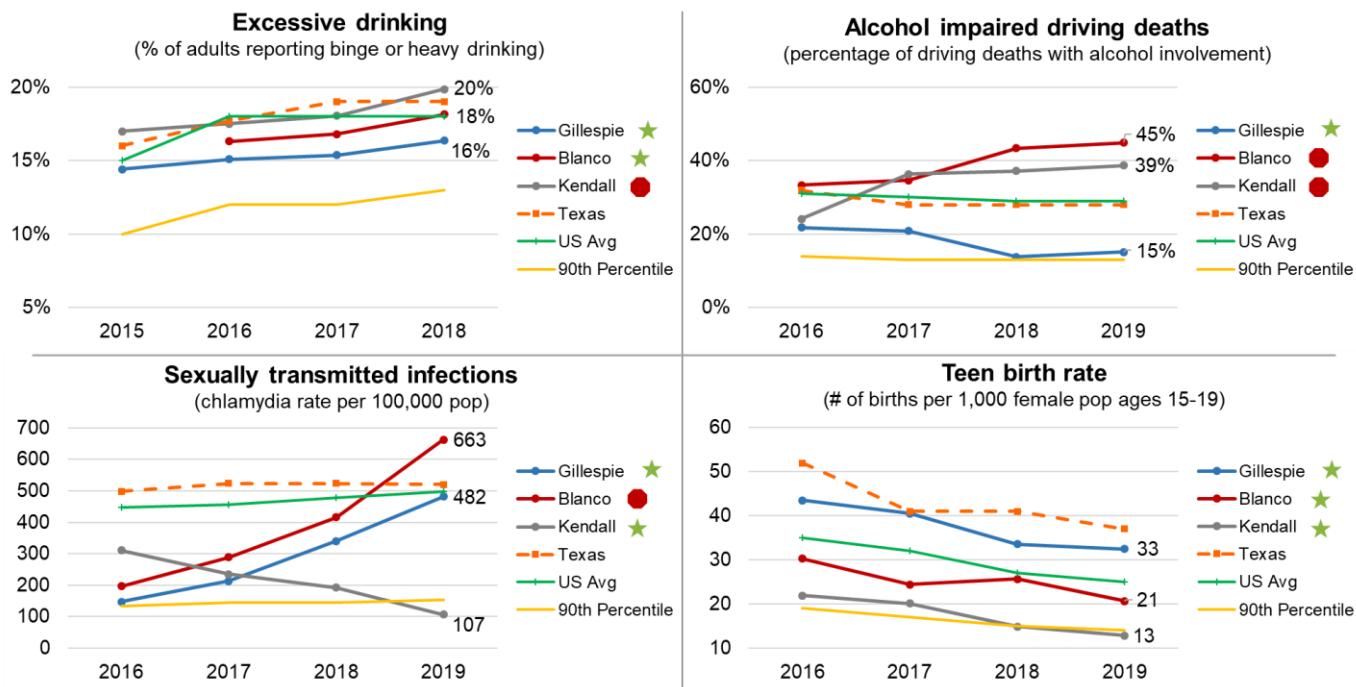 Excessive drinking
(% of adults reporting binge or heavy drinking)
20%
15%
10%
5%
20%
18%
16%
2015 2016 2017 2018
Gillespie
Blanco
Kendall
Texas
US Avg
90th Percentile
Alcohol impaired driving deaths
(percentage of driving deaths with alcohol involvement)
60%
40%
20%
0%
45%
39%
15%
2016 2017 2018 2019
Gillespie
Blanco
Kendall
Texas
US Avg
90th Percentile
Sexually transmitted infections
(chlamydia rate per 100,000 pop)
700
600
500
400
300
200
100
0
663
482
107
2016 2017 2018 2019
Gillespie
Blanco
Kendall
Texas
US Avg
90th Percentile
Teen birth rate
(# of births per 1,000 female pop ages 15-19)
60
50
40
30
20
10
33
21
13
2016 2017 2018 2019
Gillespie
Blanco
Kendall
Texas
US Avg
90th Percentile